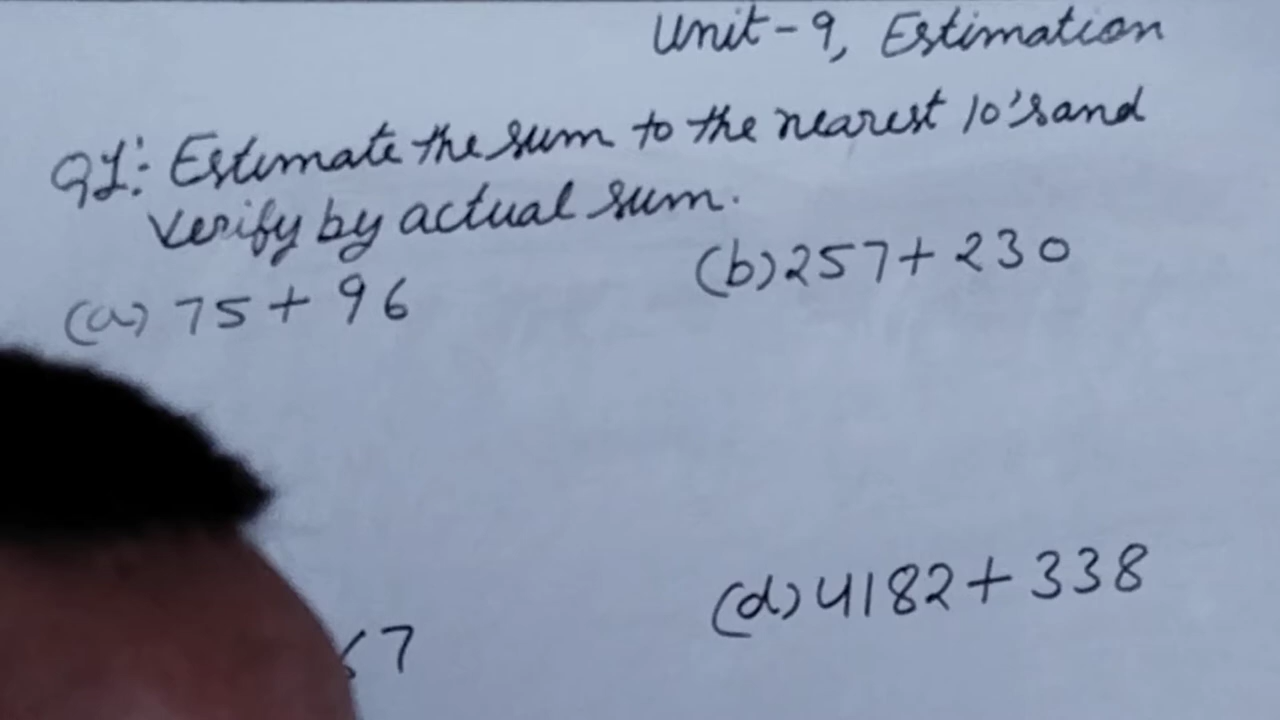 Unit-9, Estimation
Q1: Estimate the sum to the nearest 10's and
Verify by actual sum.
(a) 75+96 (b) 257+230
7 (d) 4182+338